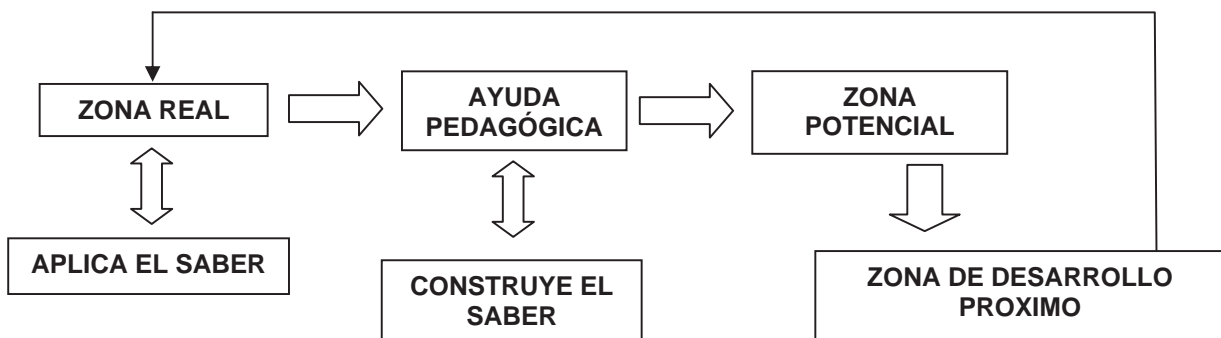 ZONA REAL
AYUDA
PEDAGÓGICA
ZONA
POTENCIAL
APLICA EL SABER
CONSTRUYE EL
SABER
ZONA DE DESARROLLO
PROXIMO